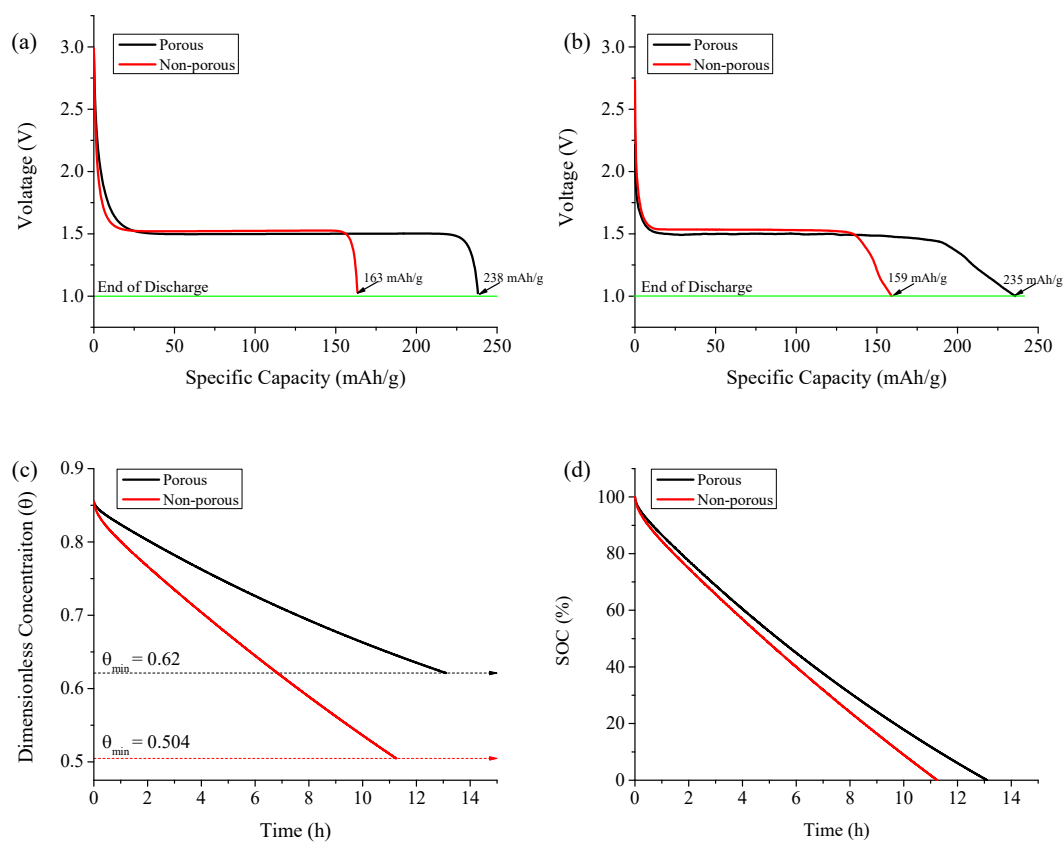 (a)
Porous
Non-porous
3.0
2.5
2.0
1.5
1.0
Volatage (V)
163 mAh/g
238 mAh/g
End of Discharge
0 50 100 150 200 250
Specific Capacity (mAh/g)
(b)
Porous
Non-porous
3.0
2.5
2.0
1.5
1.0
Voltage (V)
159 mAh/g
235 mAh/g
End of Discharge
0 50 100 150 200 250
Specific Capacity (mAh/g)
(c)
Porous
Non-porous
0.9
0.8
0.7
0.6
0.5
Dimensionless Concentraiton (θ)
θmin = 0.62
θmin = 0.504
0 2 4 6 8 10 12 14
Time (h)
(d)
Porous
Non-porous
100
80
60
40
20
0
SOC (%)
0 2 4 6 8 10 12 14
Time (h)